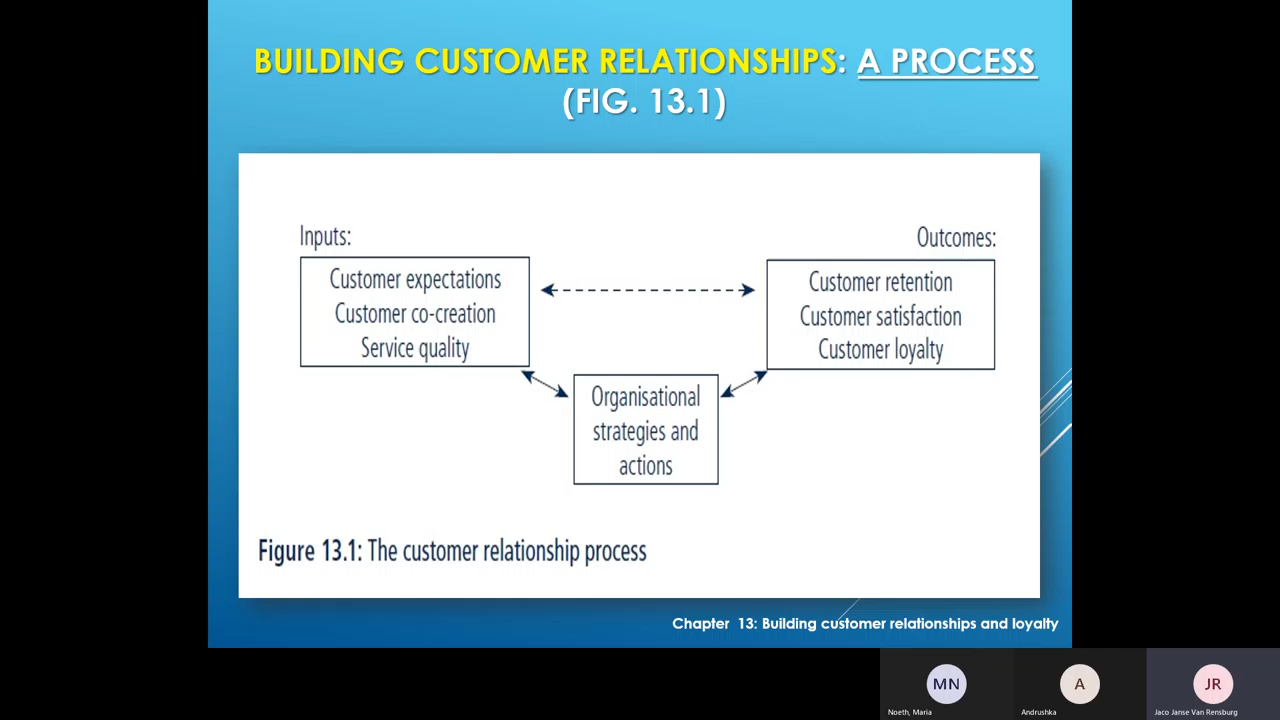 BUILDING CUSTOMER RELATIONSHIPS: A PROCESS
(FIG. 13.1)
Inputs:
Outcomes:
Customer expectations
Customer co-creation
Service quality
Customer retention
Customer satisfaction
Customer loyalty
Organisational
strategies and
actions
Figure 13.1: The customer relationship process
Chapter 13: Building customer relationships and loyalty
MN
A
JR
Noeth, Maria
Andrushka
Jaco Janse Van Rensburg